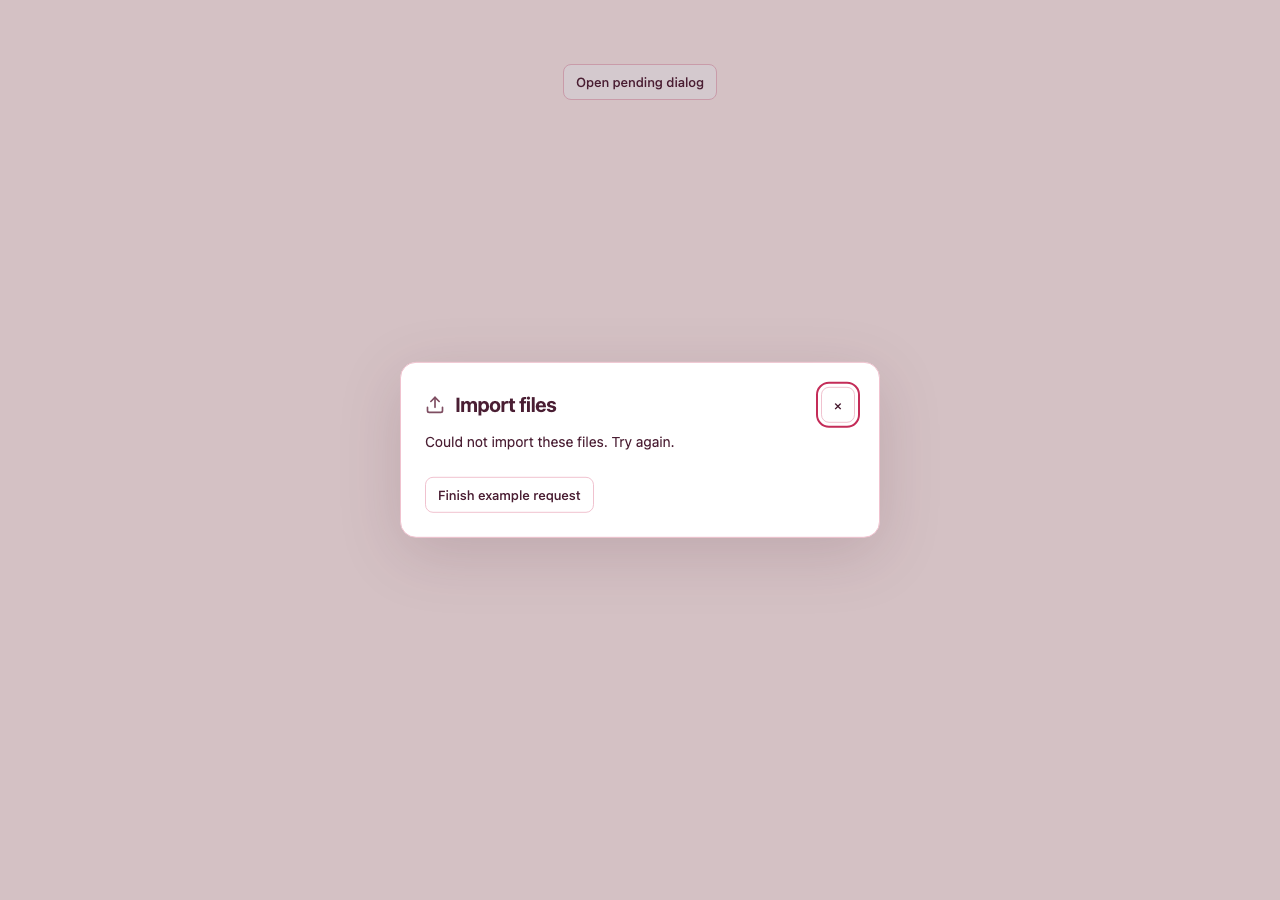 Open pending dialog
Import files
×
Could not import these files. Try again.
Finish example request